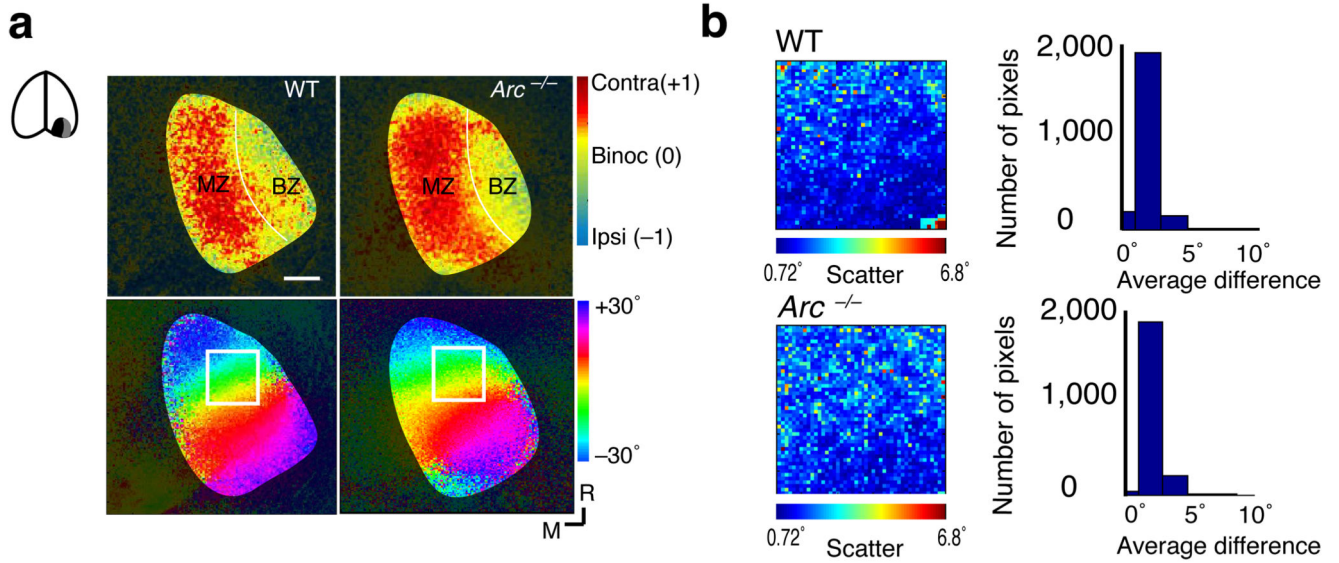 a
WT
Arc –/–
Contra(+1)
Binoc (0)
Ipsi (–1)
MZ
BZ
MZ
BZ
+30°
–30°
R
M
b
WT
0.72°
6.8°
Scatter
Number of pixels
2,000
1,000
0
0°
5°
10°
Average difference
Arc –/–
0.72°
6.8°
Scatter
Number of pixels
2,000
1,000
0
0°
5°
10°
Average difference